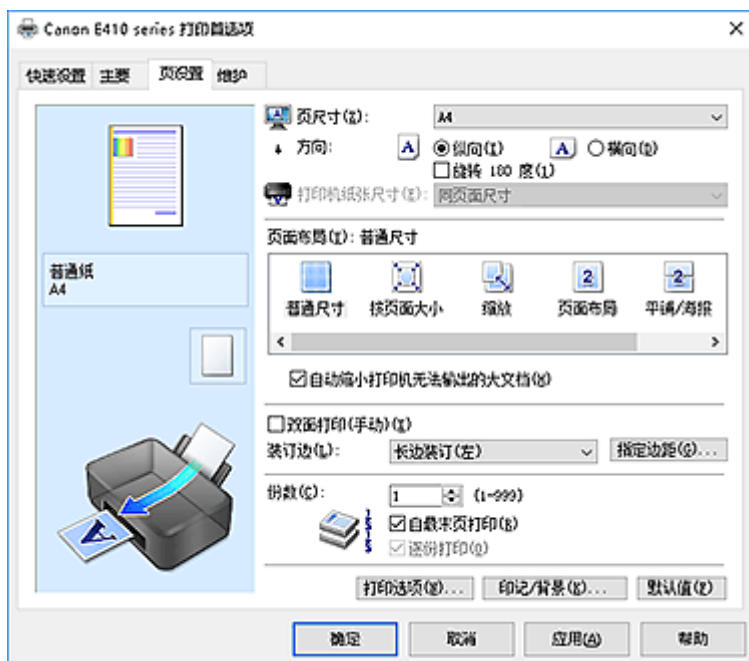 Canon E410 series 打印首选项
快速设置 主要 页设置 维护
页尺寸(Z): A4
方向: A 纵向(I) A 横向(D)
旋转 180 度(1)
打印机纸张尺寸(E): 同页面尺寸
页面布局(Y): 普通尺寸
普通尺寸 按页面大小 缩放 页面布局 平铺/海报
自动缩小打印机无法输出的大文档(W)
双面打印(手动)(X)
装订边(L): 长边装订(左) 指定边距(G)...
份数(C): 1 (1-999)
自最末页打印(R)
逐份打印(O)
普通纸
A4
打印选项(N)... 印记/背景(K)... 默认值(F)
确定 取消 应用(A) 帮助